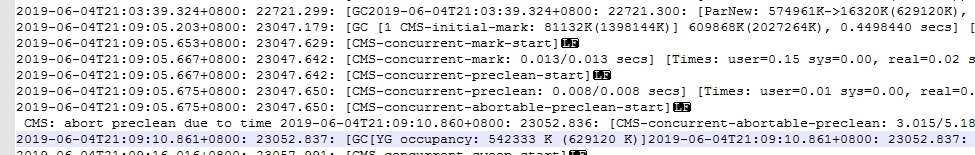 2019-06-04T21:03:39.324+0800: 22721.299: [GC2019-06-04T21:03:39.324+0800: 22721.300: [ParNew: 574961K->16320K(629120K),
2019-06-04T21:09:05.203+0800: 23047.179: [GC [1 CMS-initial-mark: 81132K(1398144K)] 609868K(2027264K), 0.4498440 secs] [
2019-06-04T21:09:05.653+0800: 23047.629: [CMS-concurrent-mark-start]LF
2019-06-04T21:09:05.667+0800: 23047.642: [CMS-concurrent-mark: 0.013/0.013 secs] [Times: user=0.15 sys=0.00, real=0.02 s
2019-06-04T21:09:05.667+0800: 23047.642: [CMS-concurrent-preclean-start]LF
2019-06-04T21:09:05.675+0800: 23047.650: [CMS-concurrent-preclean: 0.008/0.008 secs] [Times: user=0.01 sys=0.00, real=0.
2019-06-04T21:09:05.675+0800: 23047.650: [CMS-concurrent-abortable-preclean-start]LF
CMS: abort preclean due to time 2019-06-04T21:09:10.860+0800: 23052.836: [CMS-concurrent-abortable-preclean: 3.015/5.18
2019-06-04T21:09:10.861+0800: 23052.837: [GC[YG occupancy: 542333 K (629120 K)]2019-06-04T21:09:10.861+0800: 23052.837:
2019-06-04T21:09:16.016+0800: 23057.991: [CMS-concurrent-sweep-start]LF